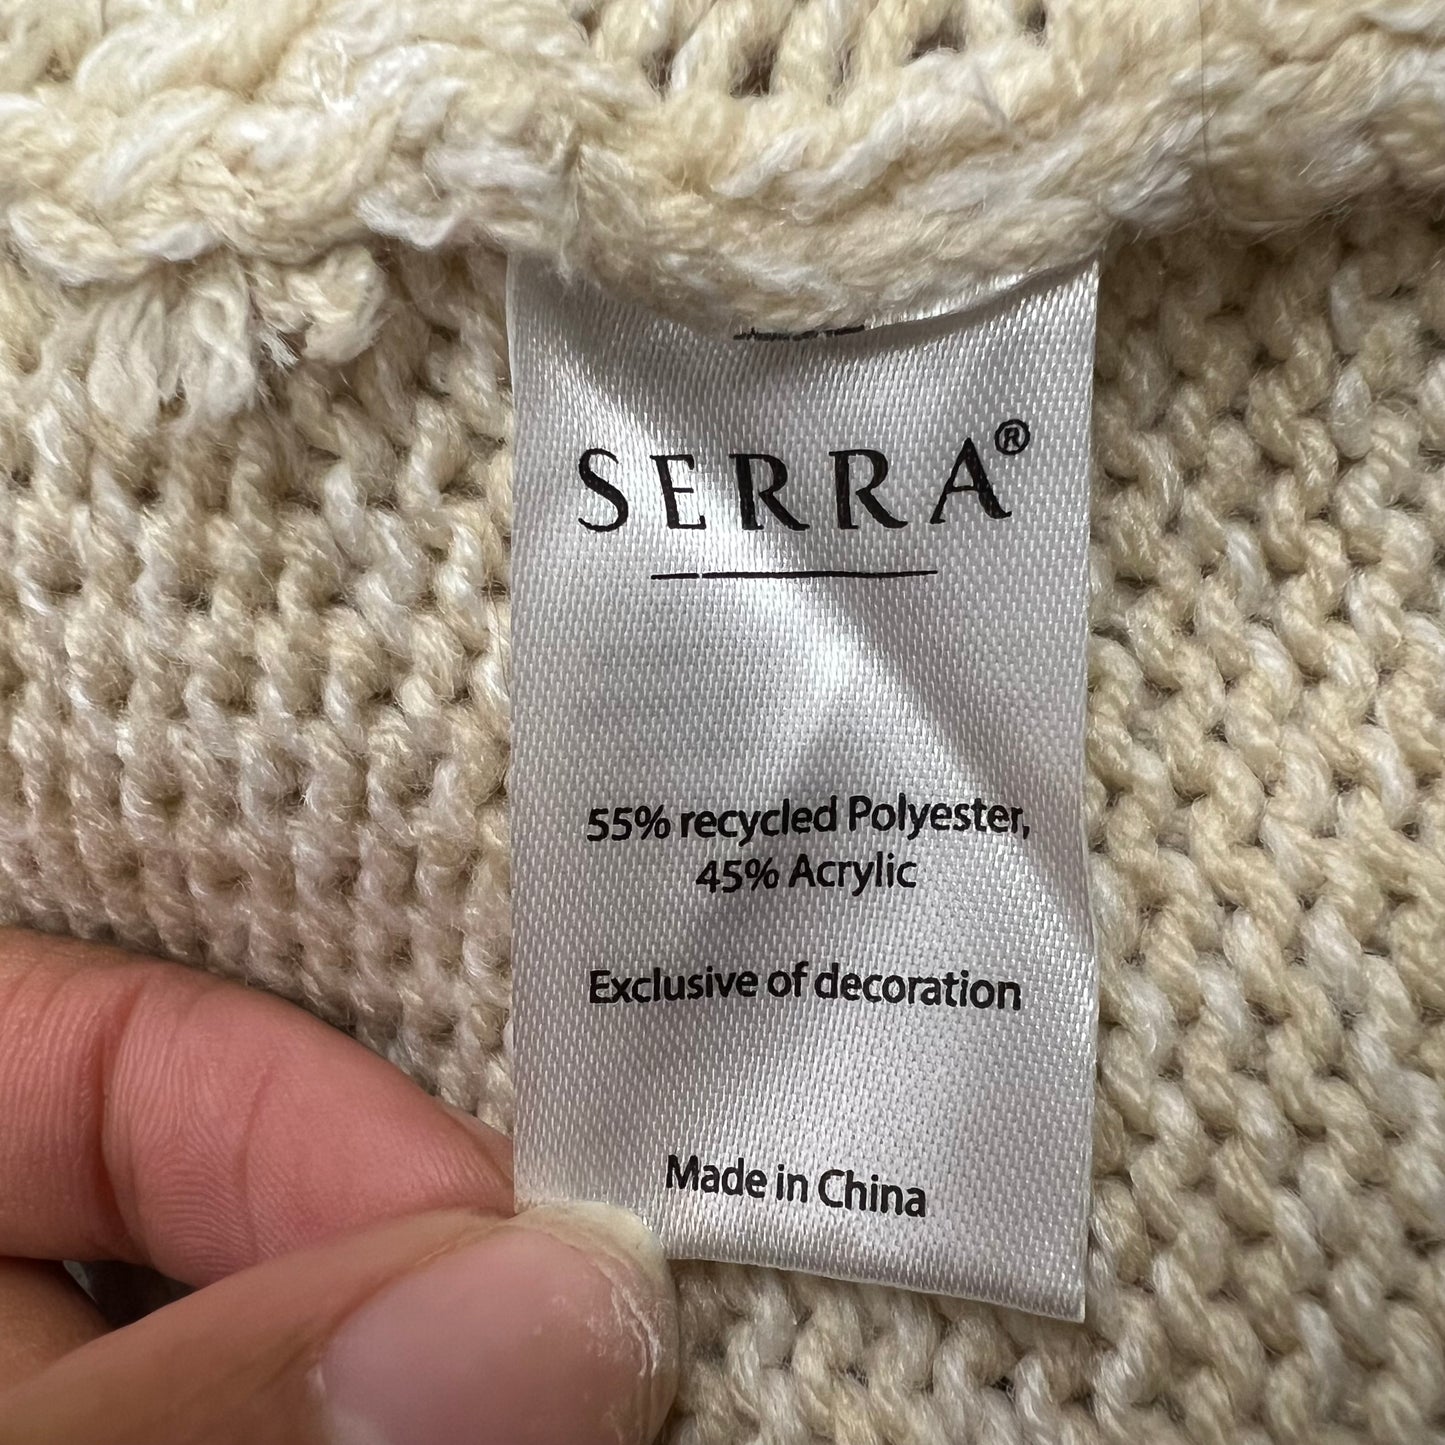 SERRA®
55% recycled Polyester,
45% Acrylic
Exclusive of decoration
Made in China